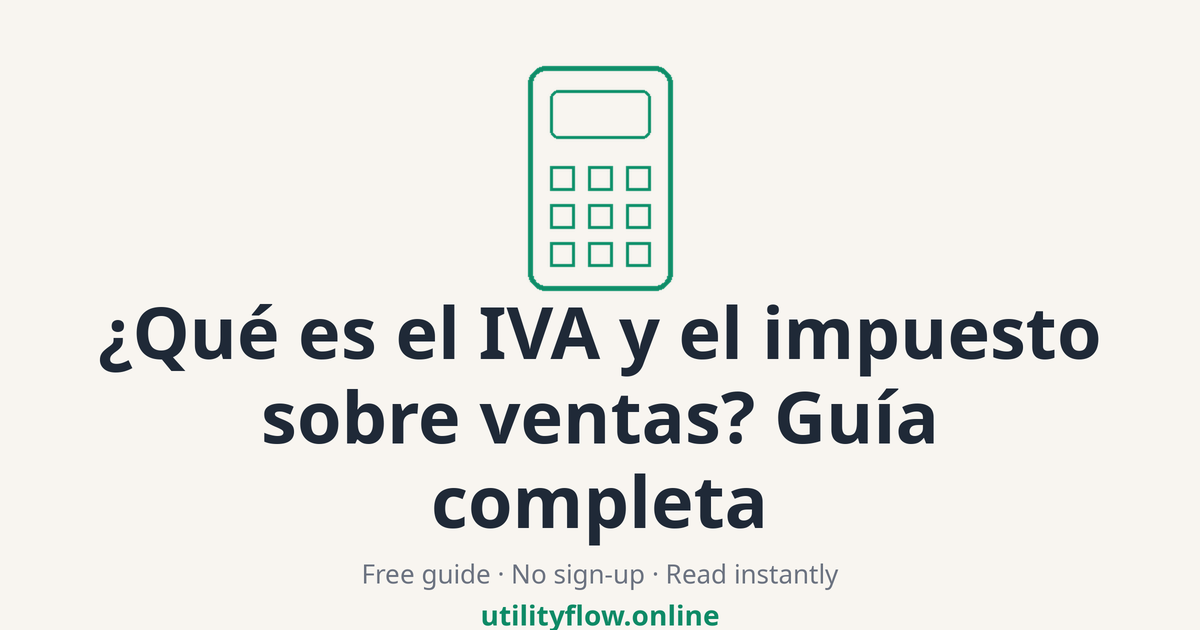 ¿Qué es el IVA y el impuesto
sobre ventas? Guía
completa
Free guide · No sign-up · Read instantly
utilityflow.online